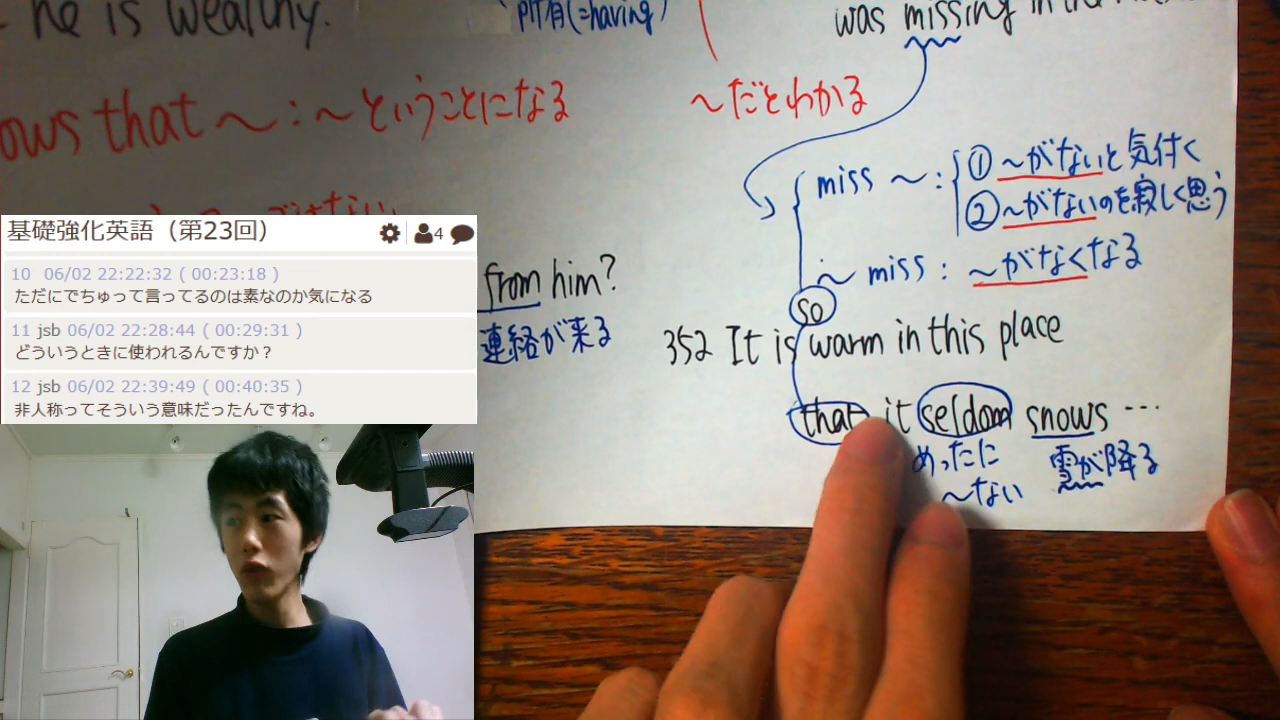 he is wealthy.
所有(=having)
was missing in the
ows that ～：～ということになる
～だとわかる
miss ～：
①～がないと気付く
②～がないのを寂しく思う
～ miss：～がなくなる
基礎強化英語（第23回）
4
10 06/02 22:22:32 ( 00:23:18 )
ただにでちゅって言ってるのは素なのか気になる
11 jsb 06/02 22:28:44 ( 00:29:31 )
どういうときに使われるんですか？
12 jsb 06/02 22:39:49 ( 00:40:35 )
非人称ってそういう意味だったんですね。
from him?
連絡が来る
so
352 It is warm in this place
that it seldom snows …
めったに
～ない
雪が降る